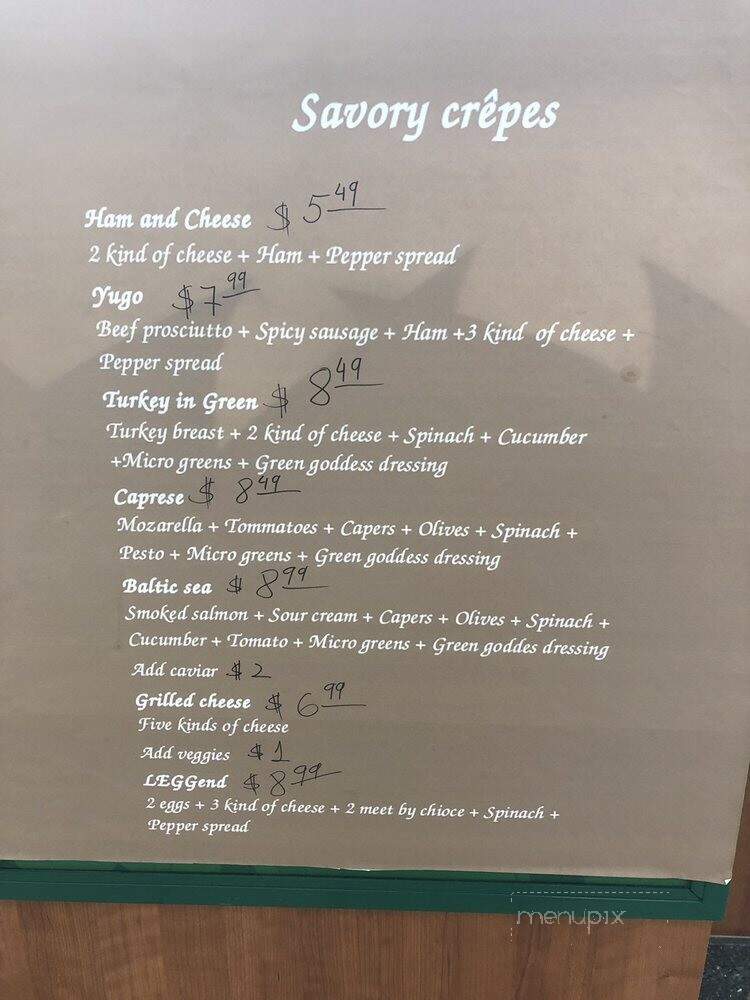 Savory crêpes
Ham and Cheese $ 5.49
2 kind of cheese + Ham + Pepper spread
Yugo $7.99
Beef prosciutto + Spicy sausage + Ham +3 kind of cheese +
Pepper spread
Turkey in Green $ 8.49
Turkey breast + 2 kind of cheese + Spinach + Cucumber
+Micro greens + Green goddess dressing
Caprese $ 8.49
Mozarella + Tommatoes + Capers + Olives + Spinach +
Pesto + Micro greens + Green goddess dressing
Baltic sea $ 8.99
Smoked salmon + Sour cream + Capers + Olives + Spinach +
Cucumber + Tomato + Micro greens + Green goddes dressing
Add caviar $ 2
Grilled cheese $ 6.99
Five kinds of cheese
Add veggies $ 1
LEGGend $ 8.99
2 eggs + 3 kind of cheese + 2 meet by chioce + Spinach +
Pepper spread
menupix